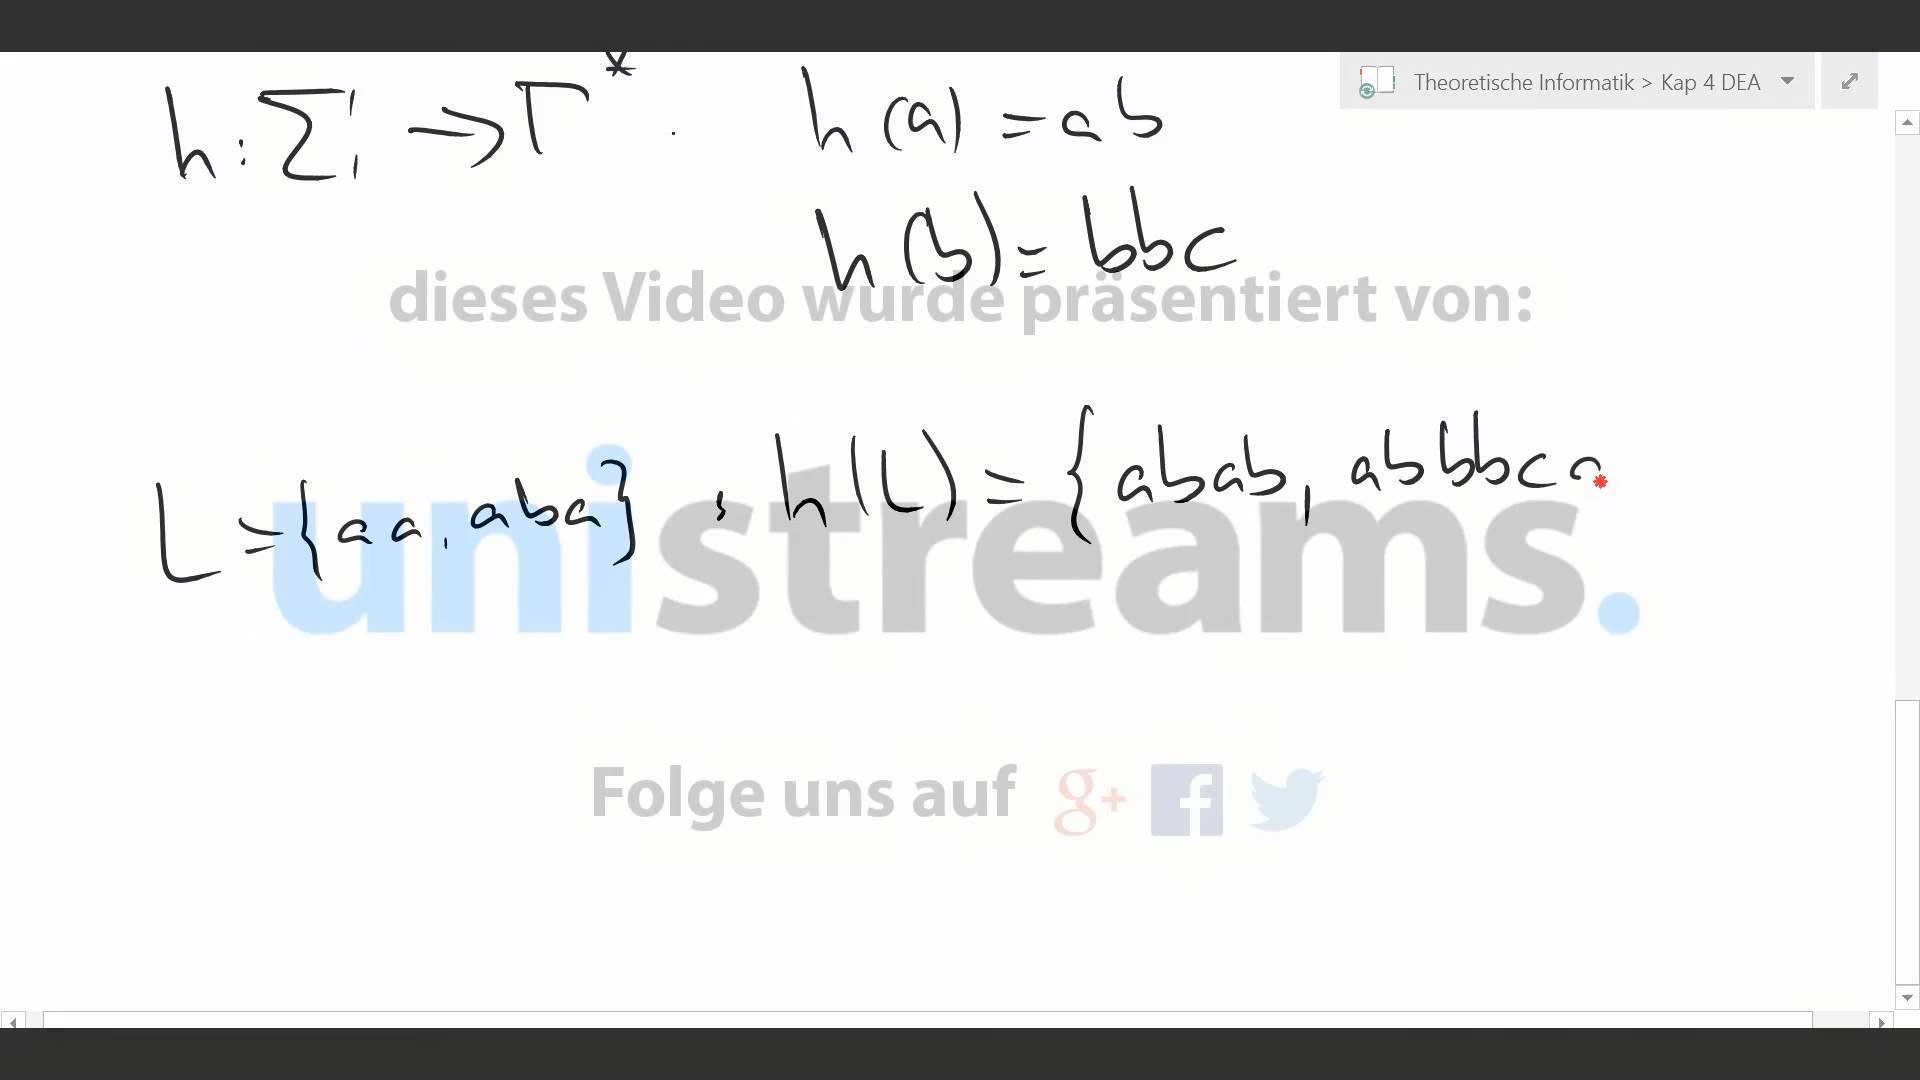 Theoretische Informatik > Kap 4 DEA
h: Σ → Γ* . h(a) = ab
h(b) = bbc
dieses Video wurde präsentiert von:
L = {aa, aba} , h(L) = { abab, abbbca
unistreams.
Folge uns auf g+ f